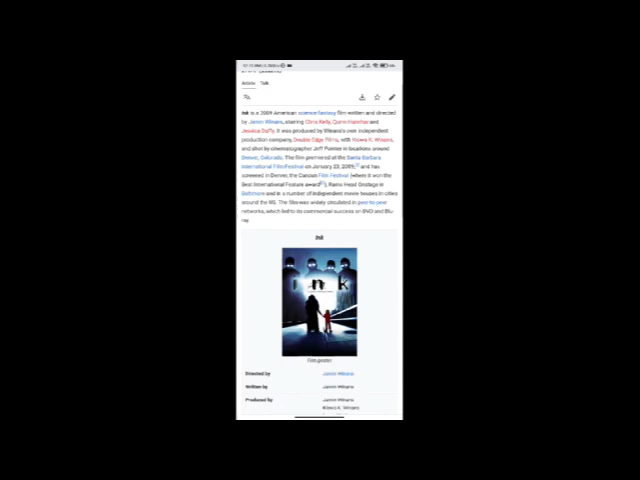 Article Talk
Ink is a 2009 American science fantasy film written and directed
by Jamin Winans, starring Chris Kelly, Quinn Hunchar and
Jessica Duffy. It was produced by Winans's own independent
production company, Double Edge Films, with Kiowa K. Winans,
and shot by cinematographer Jeff Pointer in locations around
Denver, Colorado. The film premiered at the Santa Barbara
International Film Festival on January 23, 2009, and has
screened in Denver, the Cancun Film Festival (where it won the
Best International Feature award), Rams Head Onstage in
Baltimore and in a number of independent movie houses in cities
around the US. The film was widely circulated in peer-to-peer
networks, which led to its commercial success on DVD and Blu-
ray.
Ink
ink
Film poster
Directed by Jamin Winans
Written by Jamin Winans
Produced by Jamin Winans
Kiowa K. Winans